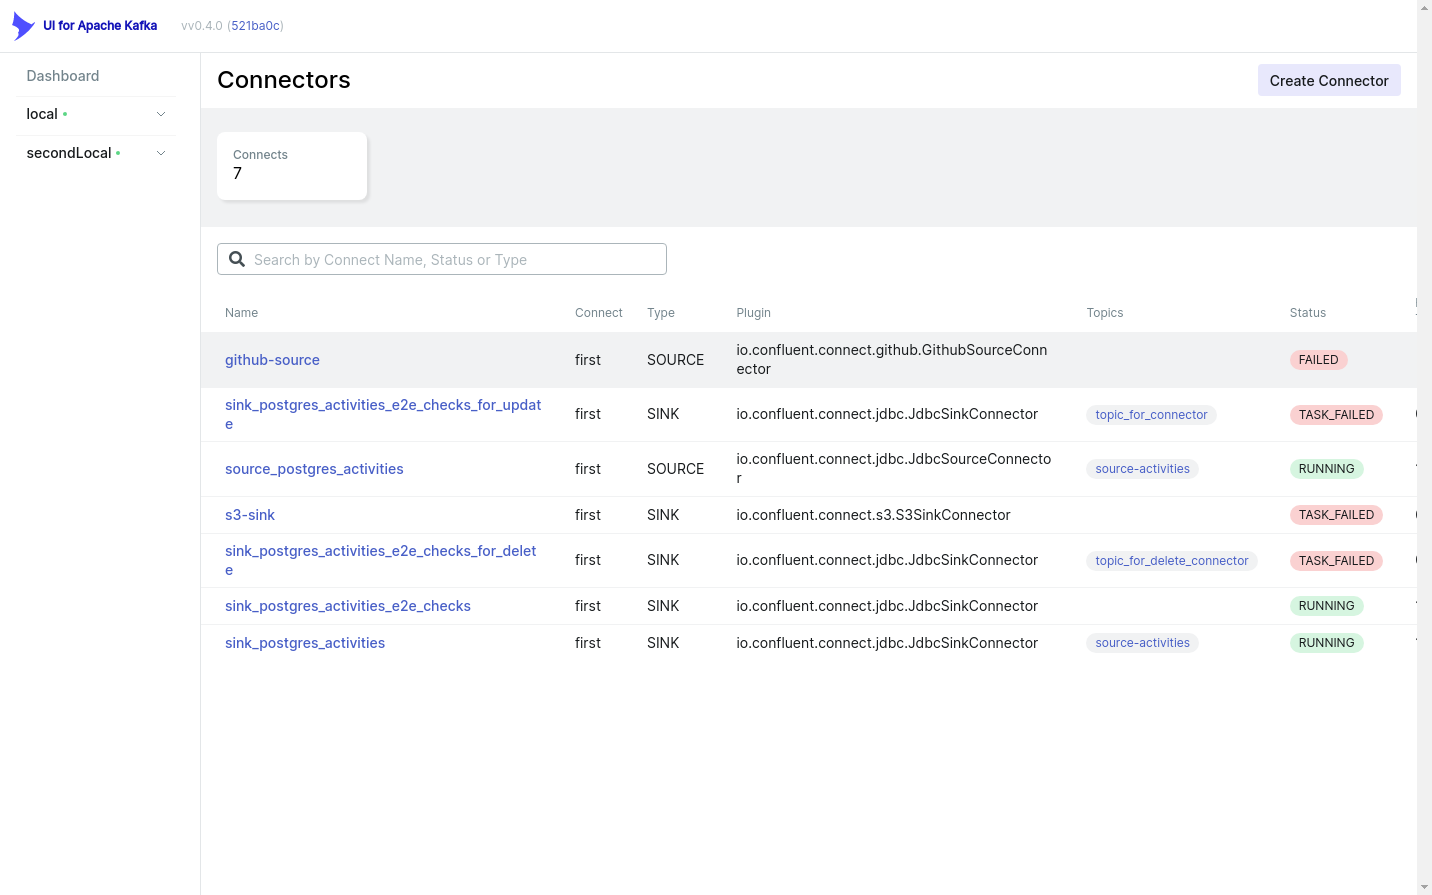 UI for Apache Kafka vv0.4.0 (521ba0c)
Dashboard
local
secondLocal
Connectors
Create Connector
Connects
7
Search by Connect Name, Status or Type
Name Connect Type Plugin Topics Status
github-source first SOURCE io.confluent.connect.github.GithubSourceConn
ector FAILED
sink_postgres_activities_e2e_checks_for_updat
e first SINK io.confluent.connect.jdbc.JdbcSinkConnector topic_for_connector TASK_FAILED
source_postgres_activities first SOURCE io.confluent.connect.jdbc.JdbcSourceConnecto
r source-activities RUNNING
s3-sink first SINK io.confluent.connect.s3.S3SinkConnector TASK_FAILED
sink_postgres_activities_e2e_checks_for_delet
e first SINK io.confluent.connect.jdbc.JdbcSinkConnector topic_for_delete_connector TASK_FAILED
sink_postgres_activities_e2e_checks first SINK io.confluent.connect.jdbc.JdbcSinkConnector RUNNING
sink_postgres_activities first SINK io.confluent.connect.jdbc.JdbcSinkConnector source-activities RUNNING